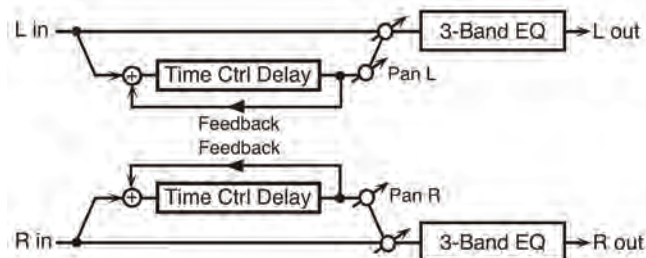 L in
3-Band EQ
L out
Time Ctrl Delay
Pan L
Feedback
Feedback
Time Ctrl Delay
Pan R
R in
3-Band EQ
R out